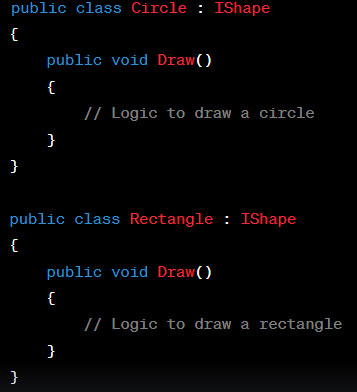 public class Circle : IShape
{
    public void Draw()
    {
        // Logic to draw a circle
    }
}

public class Rectangle : IShape
{
    public void Draw()
    {
        // Logic to draw a rectangle
    }
}